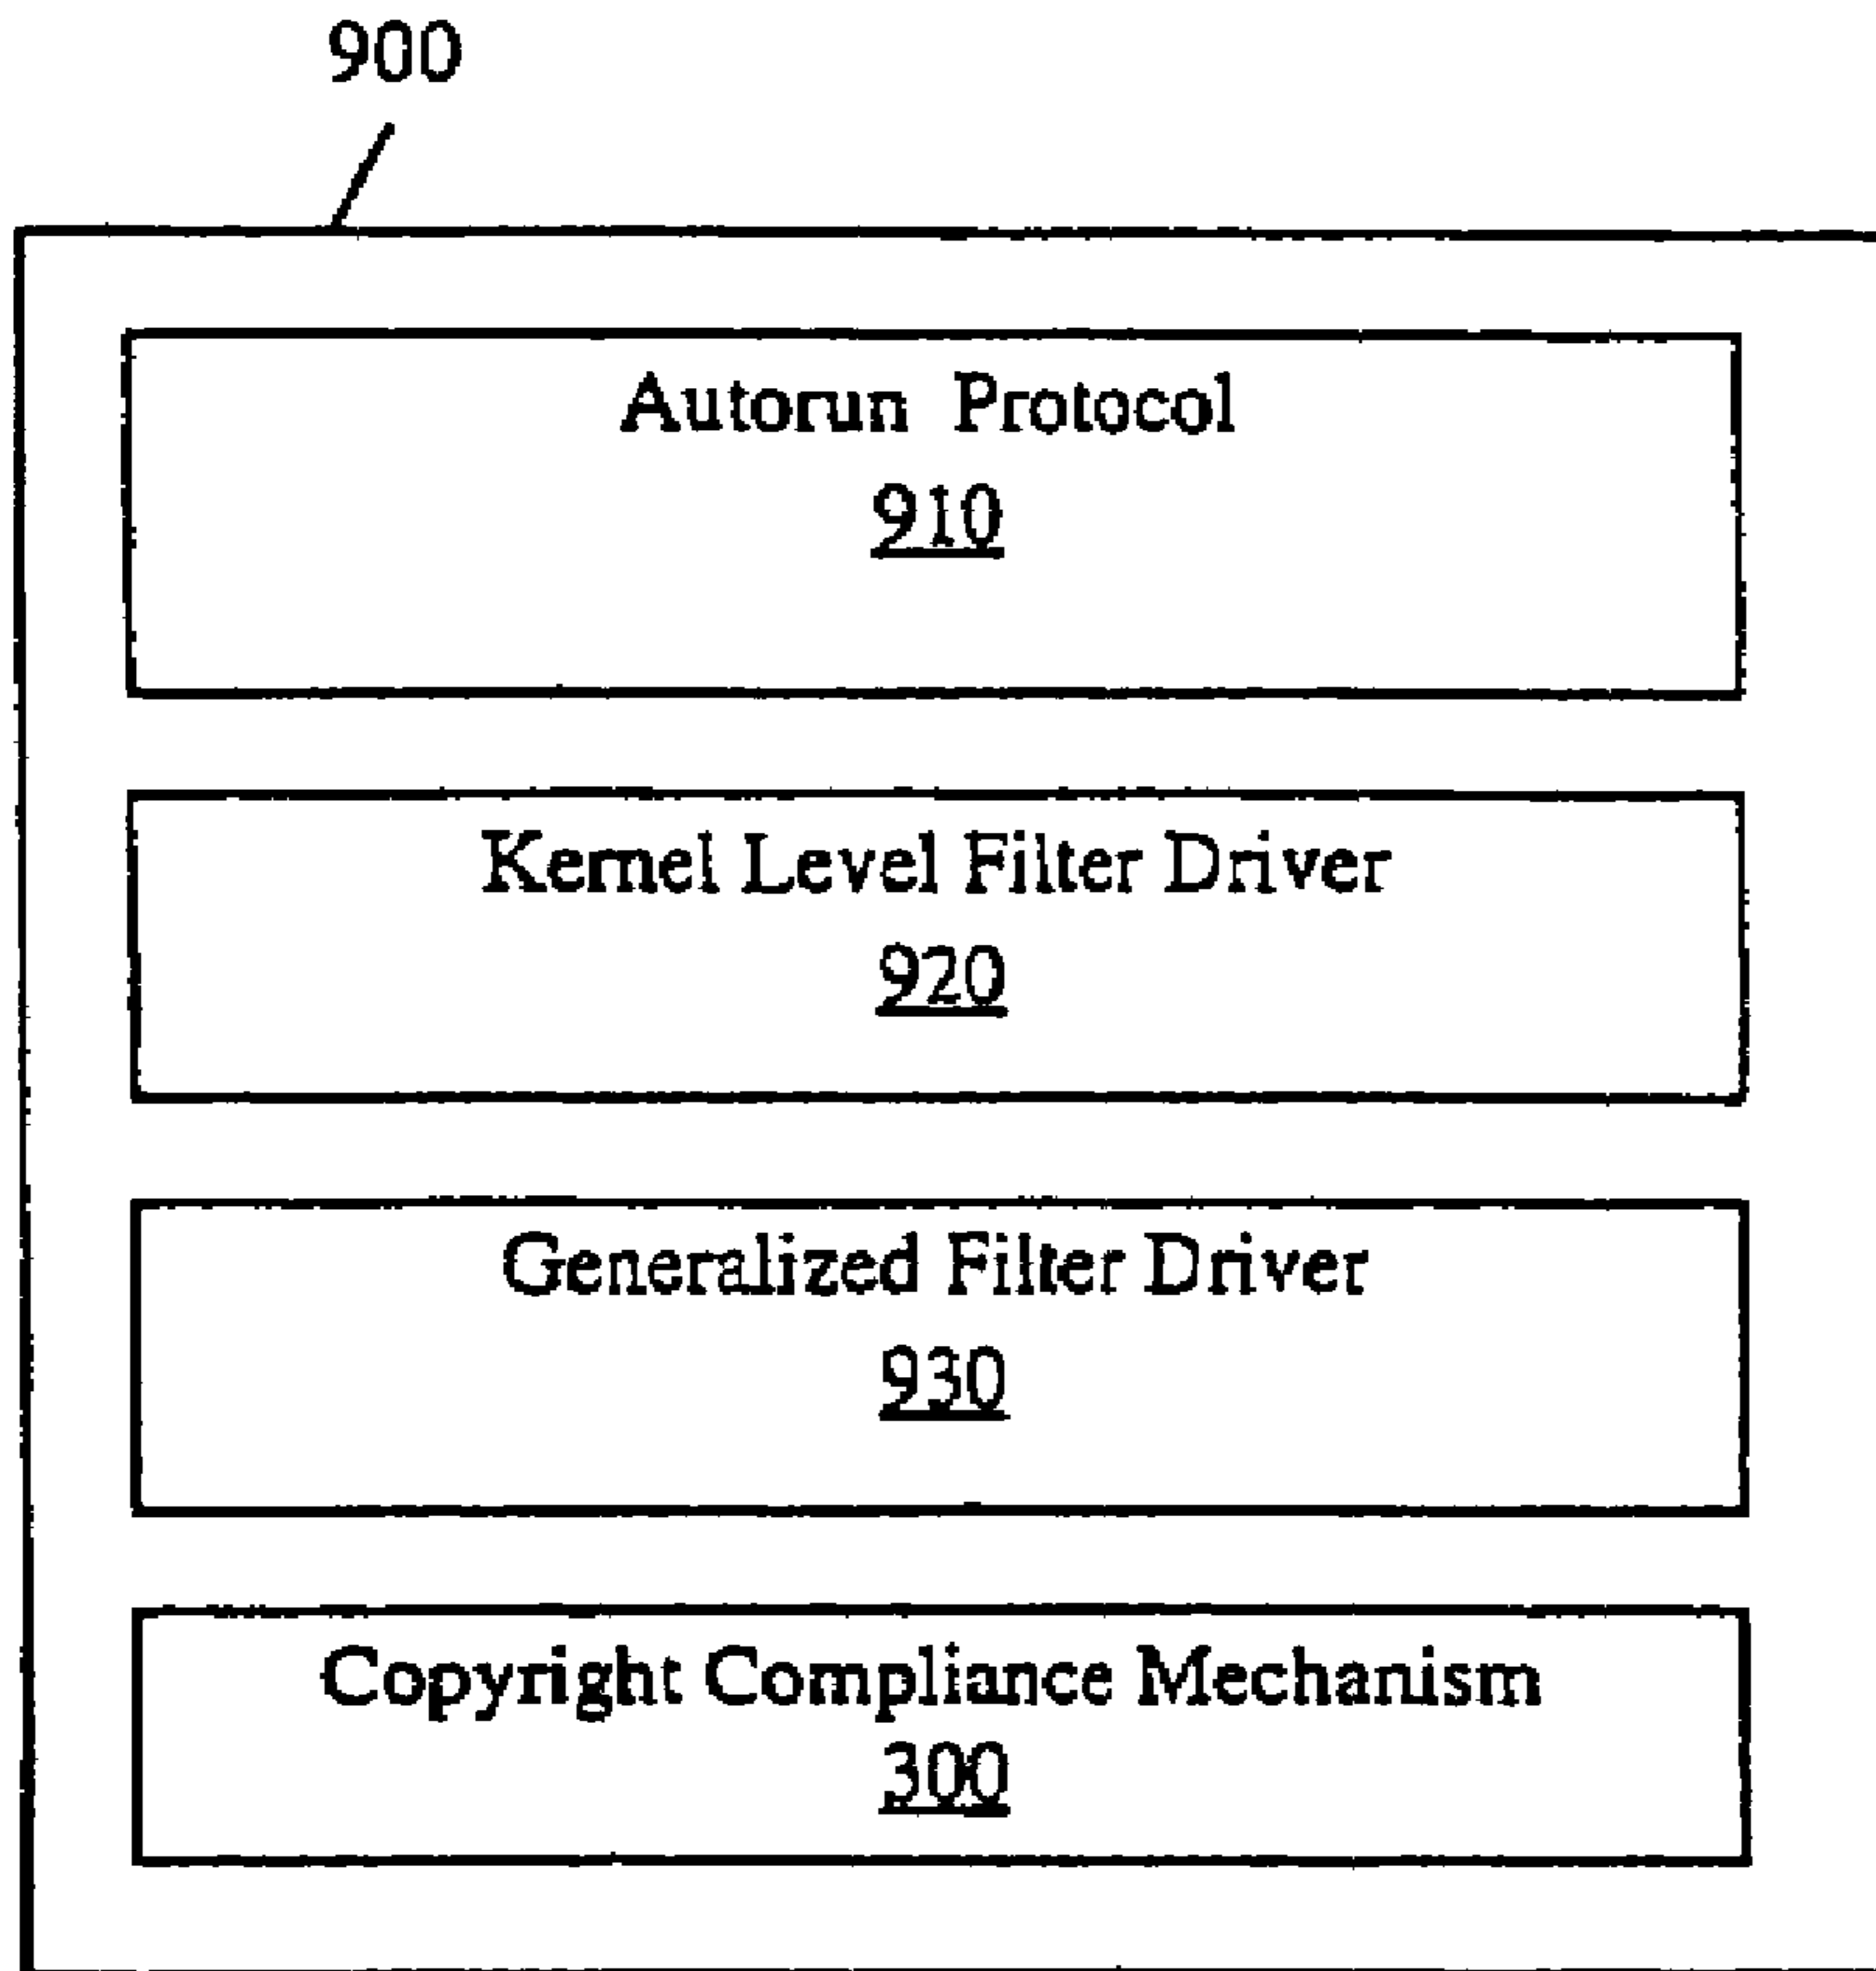 900
Autorun Protocol
910
Kernel Level Filter Driver
920
Generalized Filter Driver
930
Copyright Compliance Mechanism
300